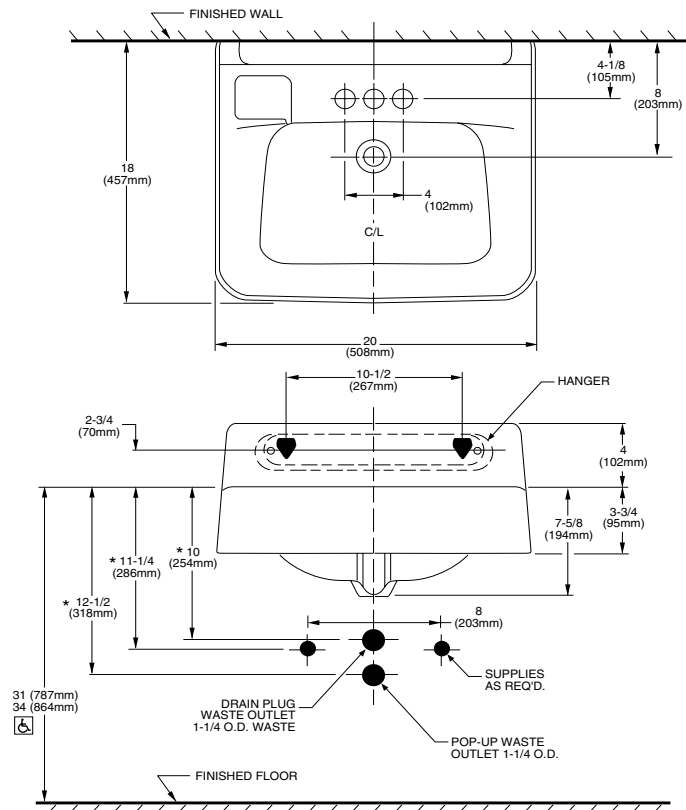 FINISHED WALL
4-1/8
(105mm)
8
(203mm)
18
(457mm)
4
(102mm)
C/L
20
(508mm)
10-1/2
(267mm)
HANGER
2-3/4
(70mm)
4
(102mm)
3-3/4
(95mm)
7-5/8
(194mm)
* 10
(254mm)
* 11-1/4
(286mm)
* 12-1/2
(318mm)
8
(203mm)
SUPPLIES
AS REQ'D.
31 (787mm)
34 (864mm)
DRAIN PLUG
WASTE OUTLET
1-1/4 O.D. WASTE
POP-UP WASTE
OUTLET 1-1/4 O.D.
FINISHED FLOOR